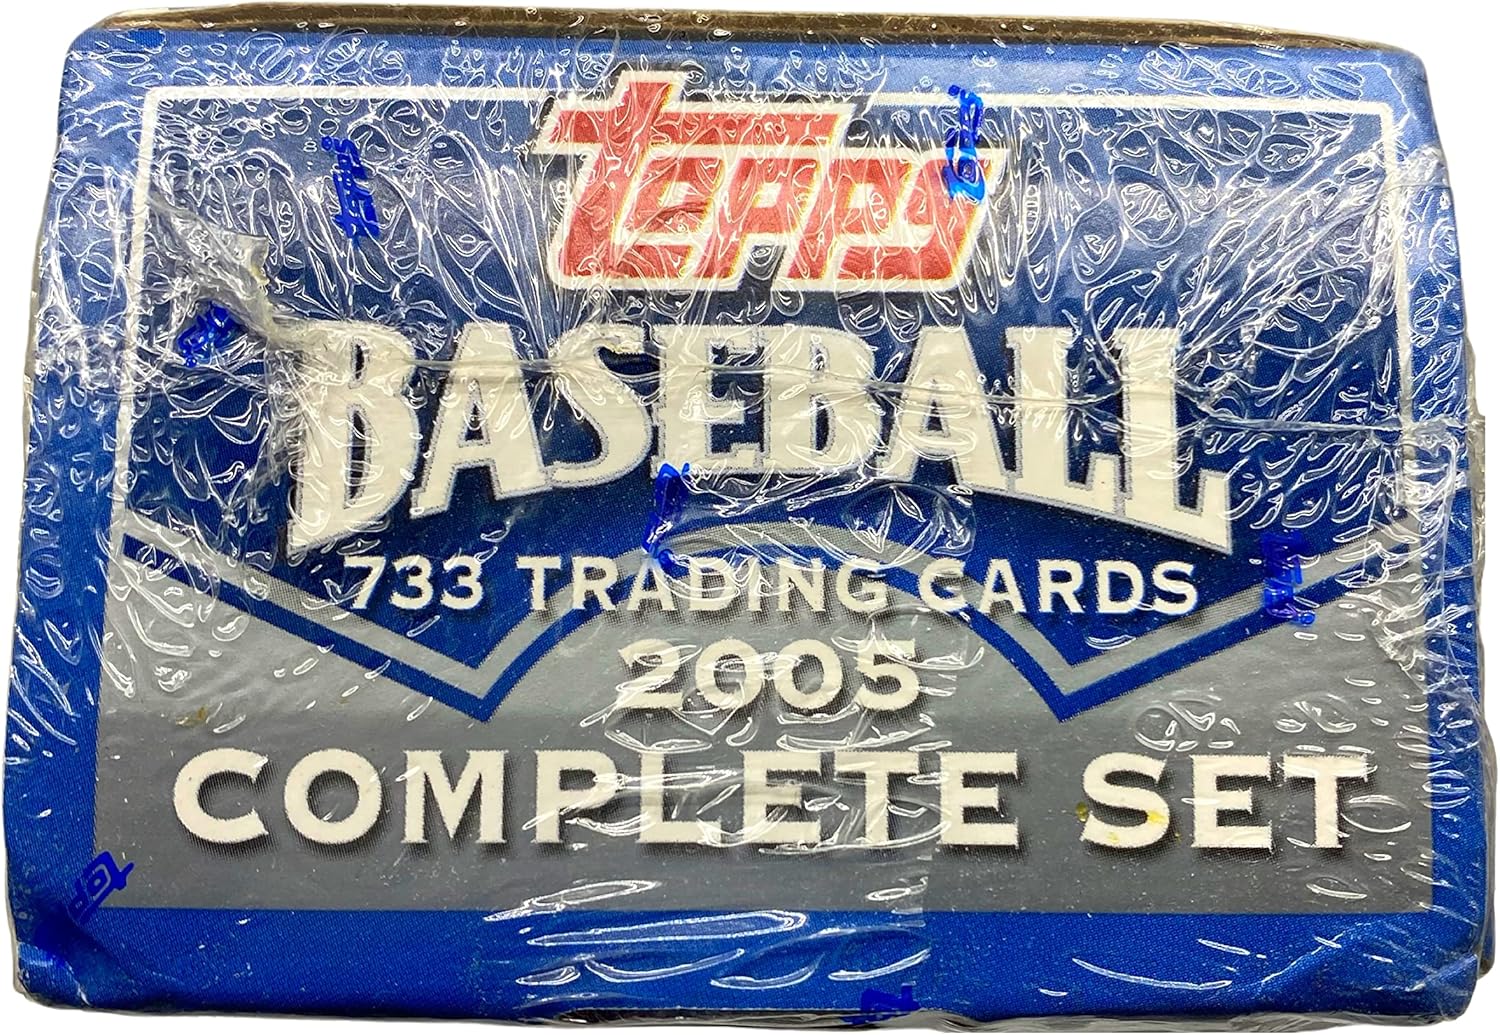 topps
BASEBALL
733 TRADING CARDS
2005
COMPLETE SET